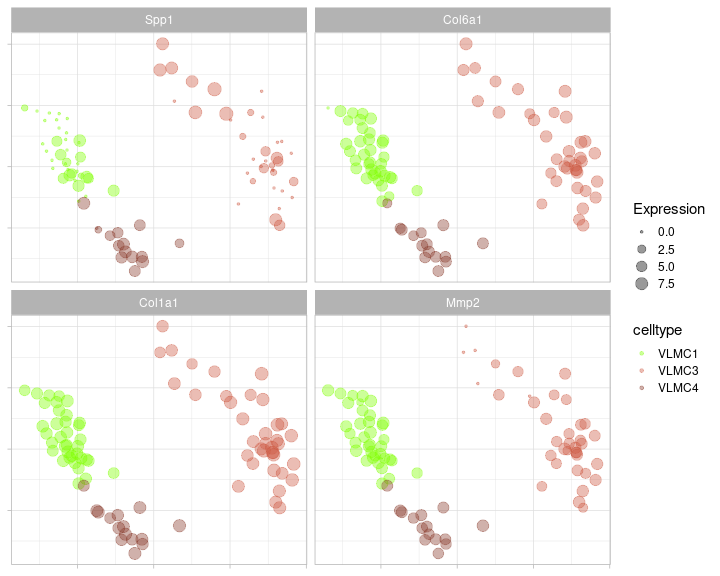 Spp1
Col6a1
Col1a1
Mmp2
Expression
0.0
2.5
5.0
7.5
celltype
VLMC1
VLMC3
VLMC4